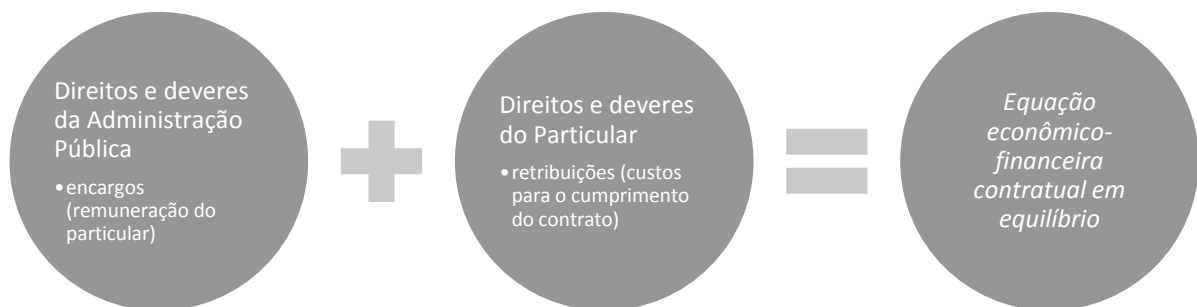 Direitos e deveres
da Administração
Pública
•encargos
(remuneração do
particular)
Direitos e deveres
do Particular
•retribuições (custos
para o cumprimento
do contrato)
Equação
econômico-
financeira
contratual em
equilíbrio